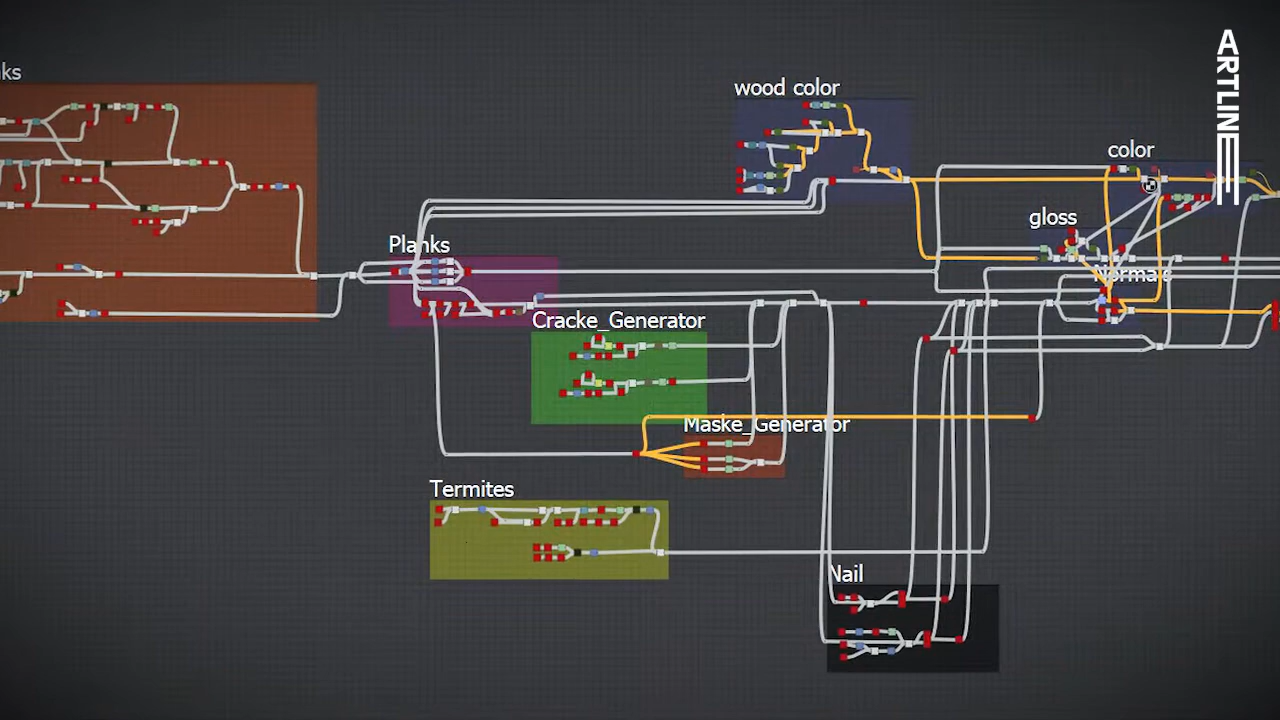 ks
wood color
ARTLINE
color
gloss
Planks
Normals
Cracke_Generator
Maske_Generator
Termites
Nail